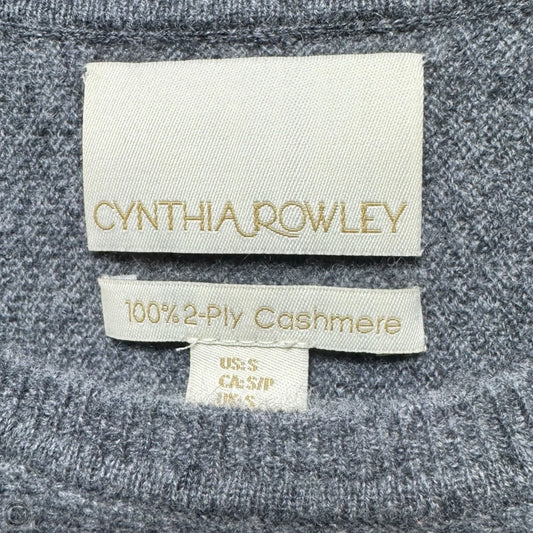 CYNTHIA ROWLEY
100% 2-Ply Cashmere
US: S
CA: S/P
UK: S